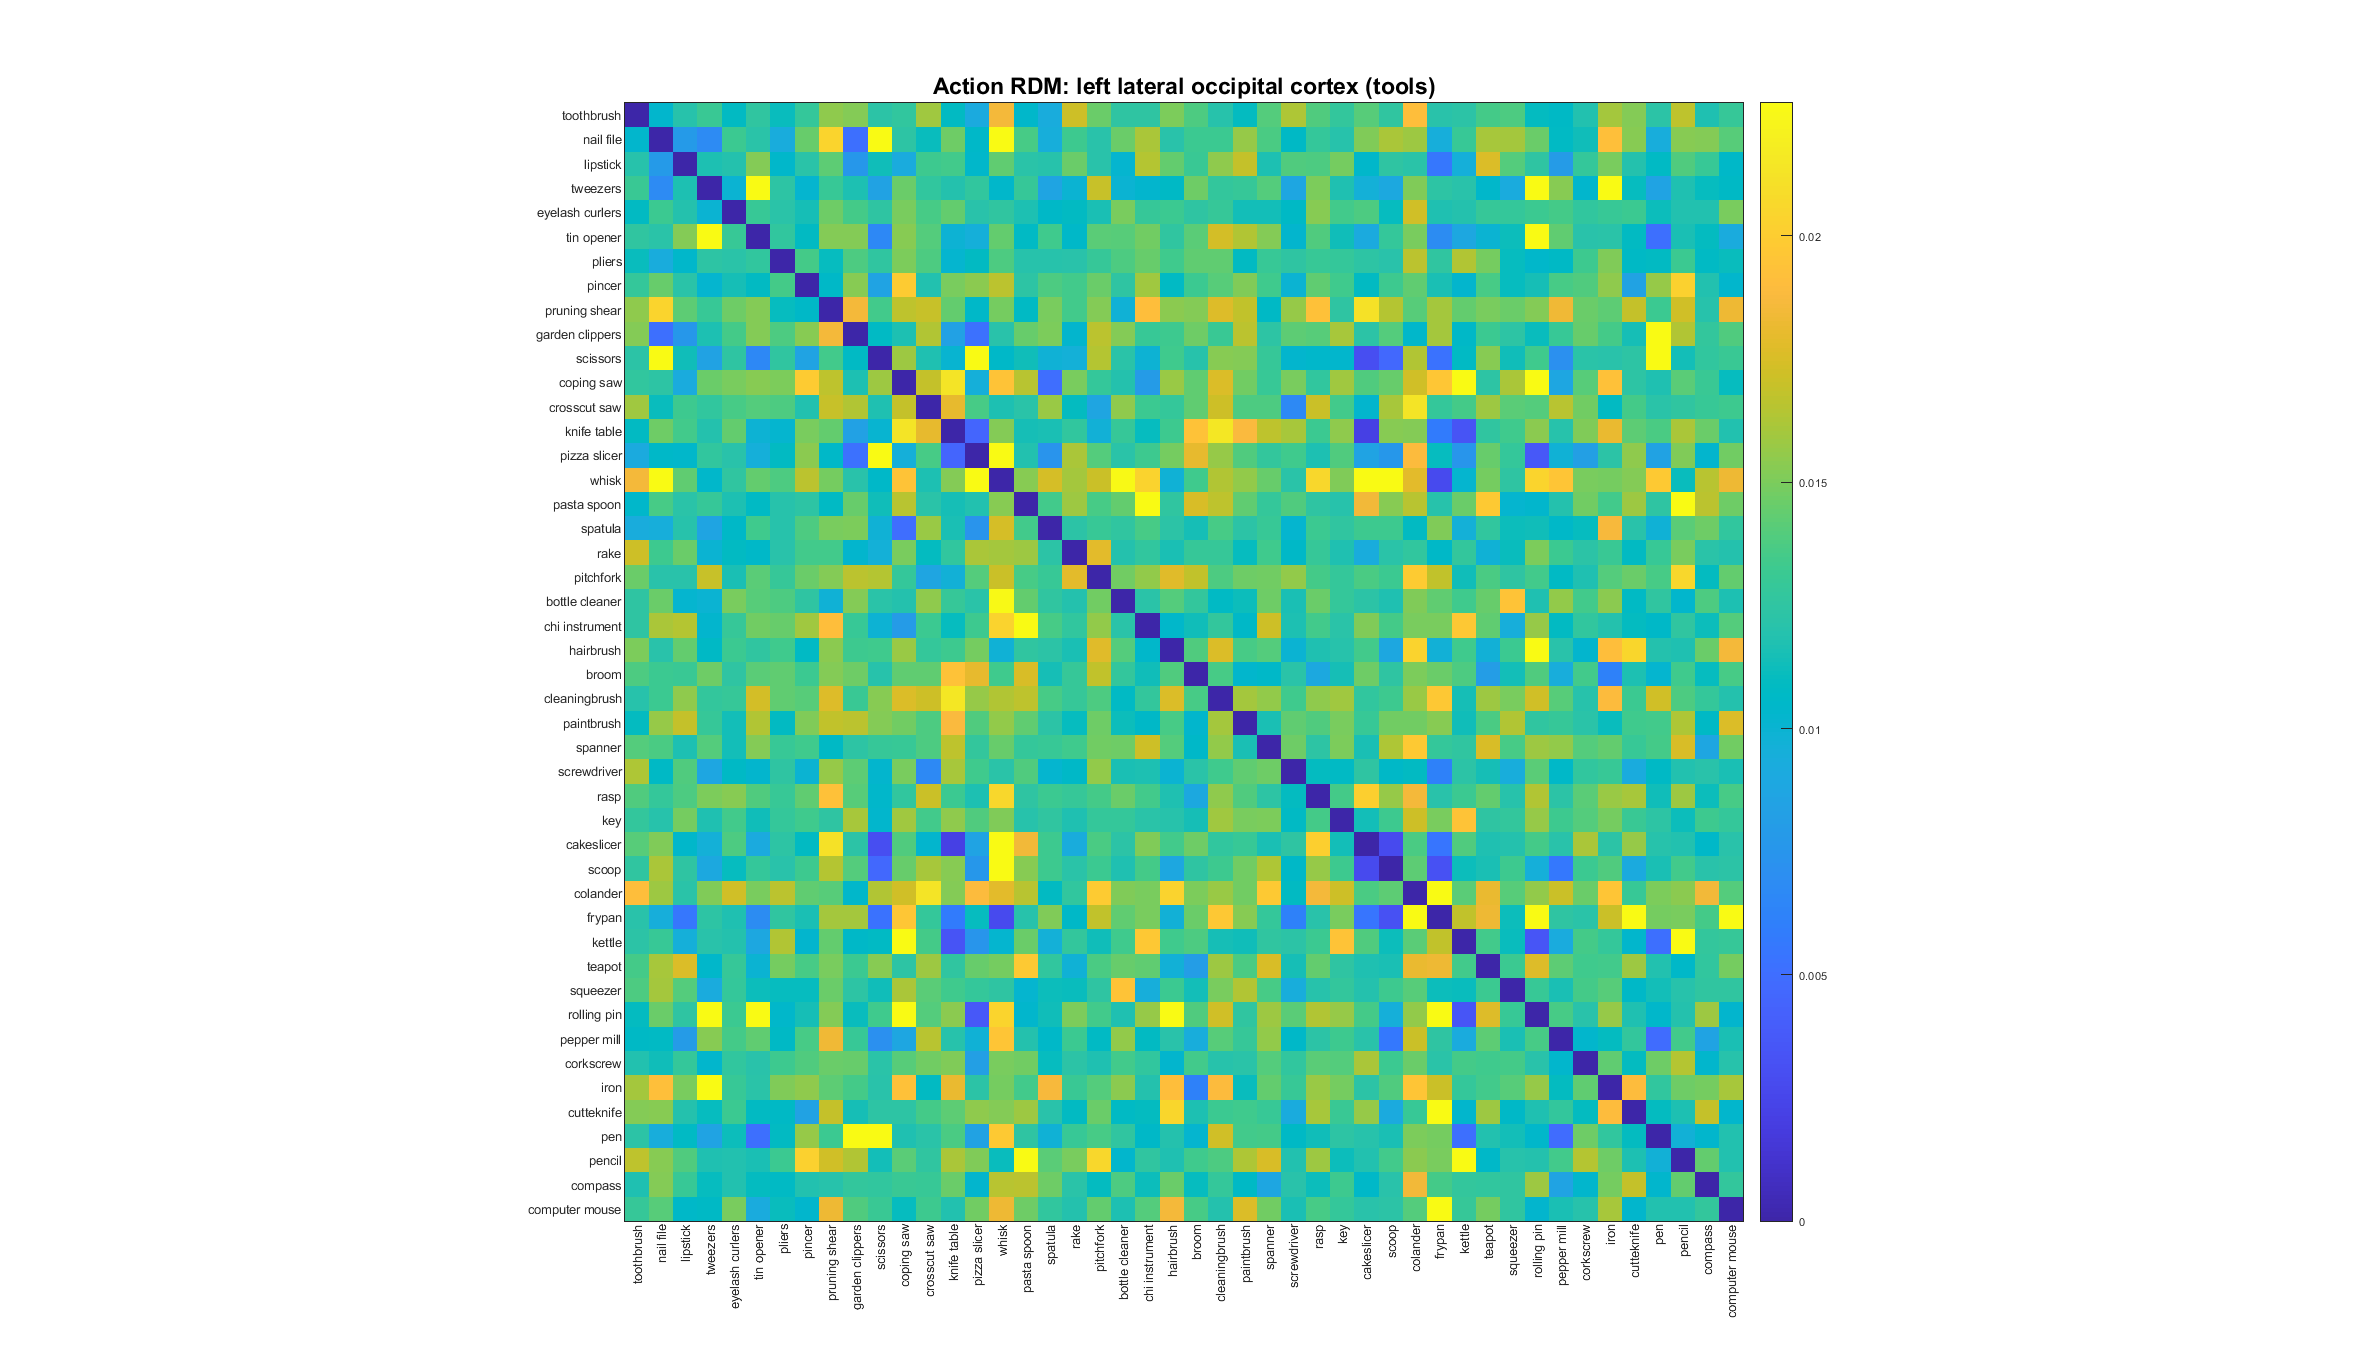 Action RDM: left lateral occipital cortex (tools)
toothbrush
nail file
lipstick
tweezers
eyelash curlers
tin opener
pliers
pincer
pruning shear
garden clippers
scissors
coping saw
crosscut saw
knife table
pizza slicer
whisk
pasta spoon
spatula
rake
pitchfork
bottle cleaner
chi instrument
hairbrush
broom
cleaningbrush
paintbrush
spanner
screwdriver
rasp
key
cakeslicer
scoop
colander
frypan
kettle
teapot
squeezer
rolling pin
pepper mill
corkscrew
iron
cutteknife
pen
pencil
compass
computer mouse
0.02
0.015
0.01
0.005
0
toothbrush
nail file
lipstick
tweezers
eyelash curlers
tin opener
pliers
pincer
pruning shear
garden clippers
scissors
coping saw
crosscut saw
knife table
pizza slicer
whisk
pasta spoon
spatula
rake
pitchfork
bottle cleaner
chi instrument
hairbrush
broom
cleaningbrush
paintbrush
spanner
screwdriver
rasp
key
cakeslicer
scoop
colander
frypan
kettle
teapot
squeezer
rolling pin
pepper mill
corkscrew
iron
cutteknife
pen
pencil
compass
computer mouse